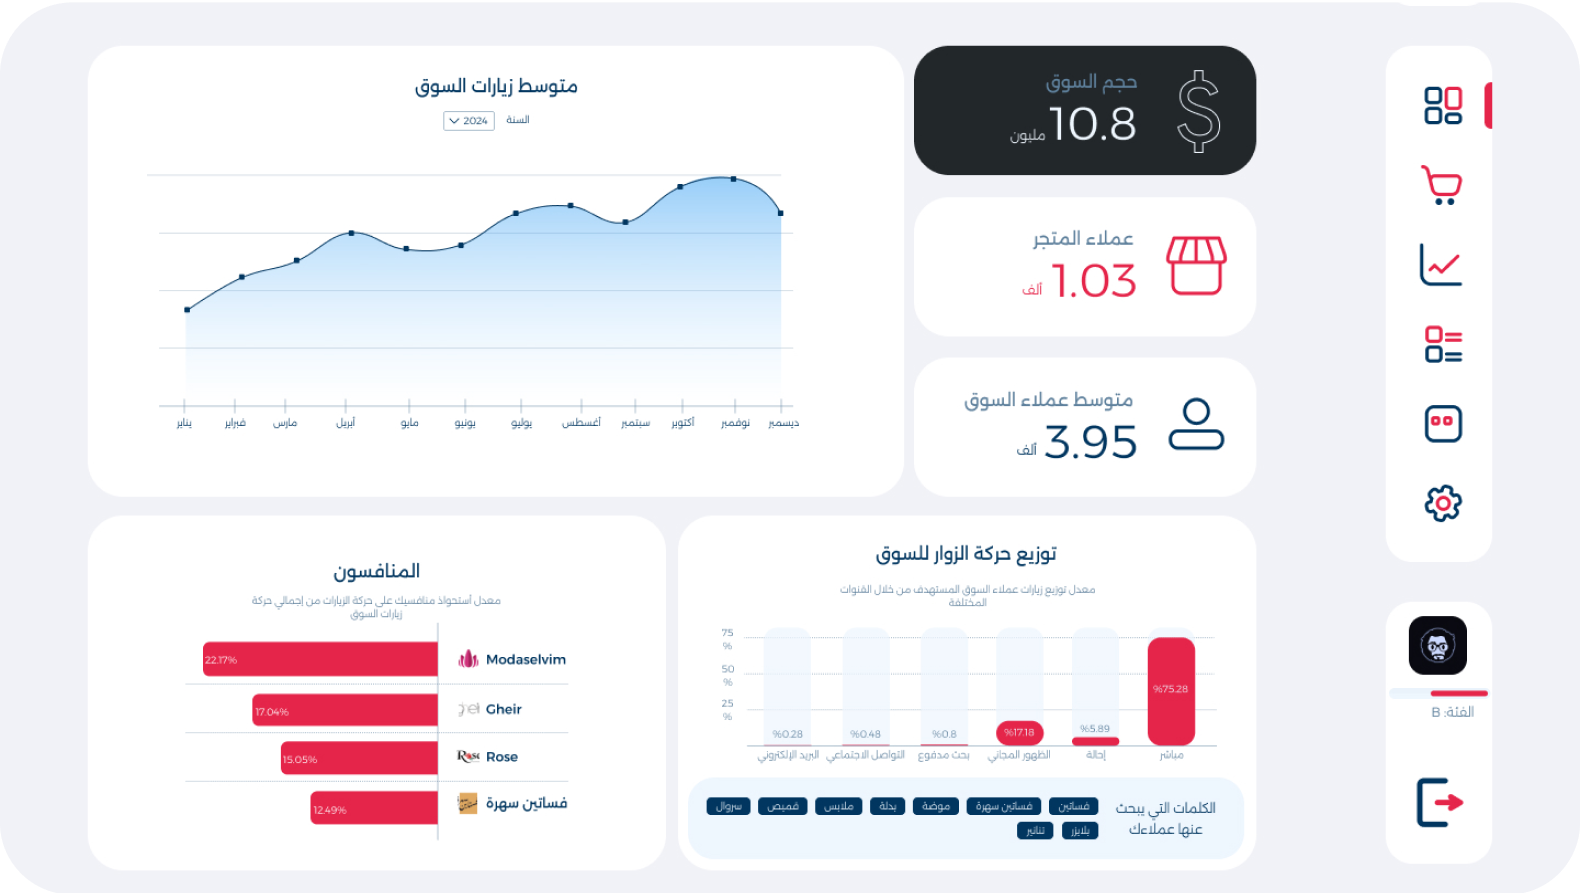 حجم السوق
10.8 مليون
عملاء المتجر
1.03 ألف
متوسط عملاء السوق
3.95 ألف
متوسط زيارات السوق
السنة
2024
يناير
فبراير
مارس
أبريل
مايو
يونيو
يوليو
أغسطس
سبتمبر
أكتوبر
نوفمبر
ديسمبر
الفئة: B
توزيع حركة الزوار للسوق
معدل توزيع زيارات عملاء السوق المستهدف من خلال القنوات
المختلفة
75
%
50
%
25
%
%75.28
%5.89
%17.18
%0.8
%0.48
%0.28
مباشر
إحالة
الظهور المجاني
بحث مدفوع
التواصل الاجتماعي
البريد الإلكتروني
الكلمات التي يبحث
عنها عملاءك
فساتين
فساتين سهرة
موضة
بدلة
ملابس
قميص
سروال
بلايزر
تنانير
المنافسون
معدل أستحواذ منافسيك على حركة الزيارات من إجمالي حركة
زيارات السوق
Modaselvim
22.17%
Gheir
17.04%
Rose
Rose
15.05%
فساتين سهرة
12.49%